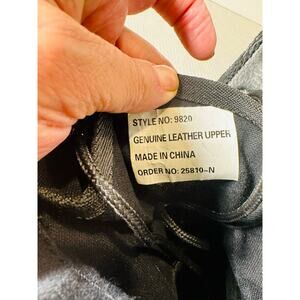 STYLE NO: 9820
GENUINE LEATHER UPPER
MADE IN CHINA
ORDER NO: 25810-N